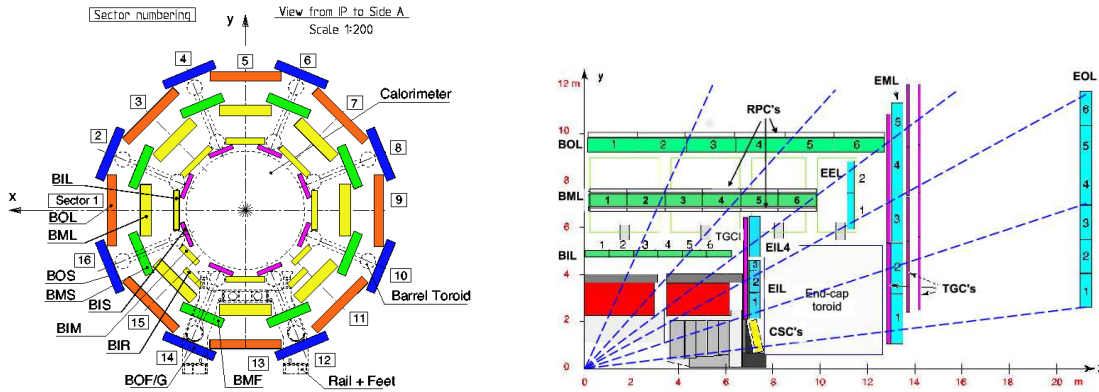 Sector numbering
y
View from IP to Side A
Scale 1:200
4
5
6
3
7
Calorimeter
2
8
BIL
Sector 1
x
9
BOL
BML
16
BOS
10
BMS
Barrel Toroid
BIS
BIM
15
11
BIR
14
13
12
BOF/G
BMF
Rail + Feet
12 m
y
EML
EOL
RPC's
10
BOL
1 2 3 4 5 6
8
BML
1 2 3 4 5 6
EEL
2
1
6
TGCI
BIL
1 2 3 4 5 6
EIL4
4
3
2
1
EIL
End-cap
toroid
TGC's
2
CSC's
0
5
4
3
2
1
6
5
4
3
2
1
0 2 4 6 8 10 12 14 16 18 20
m